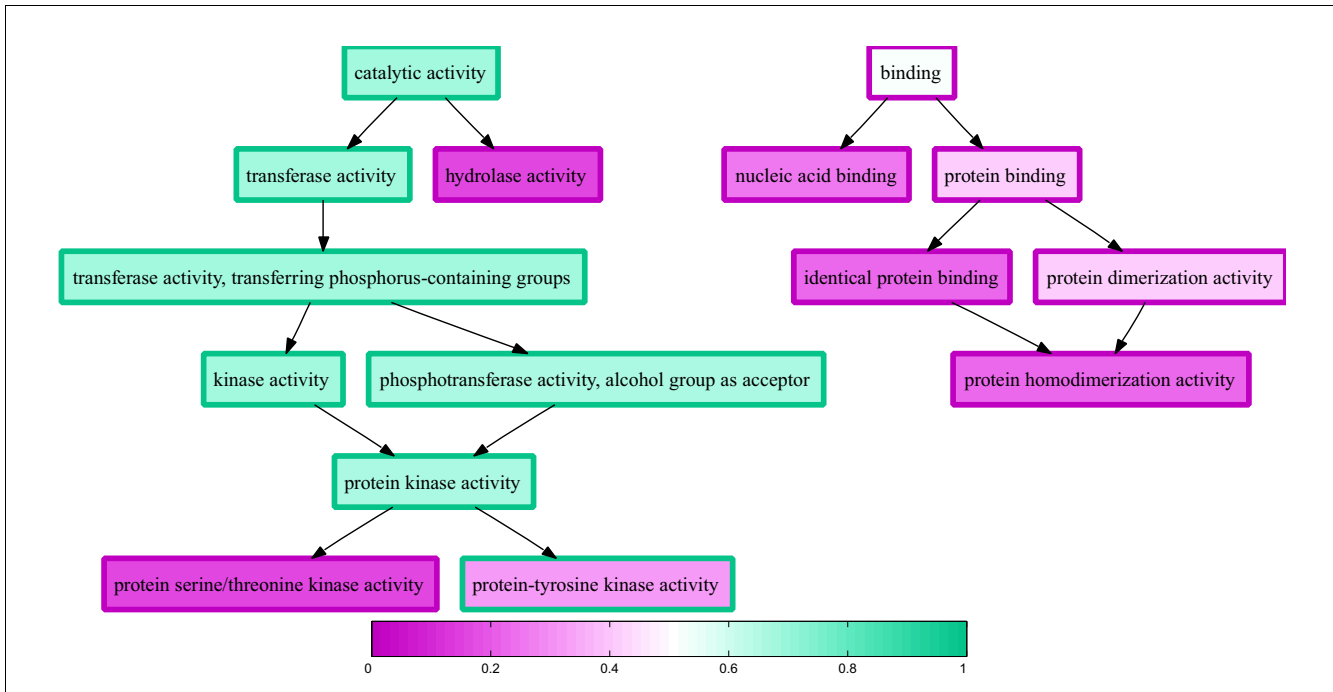 catalytic activity
binding
transferase activity
hydrolase activity
nucleic acid binding
protein binding
transferase activity, transferring phosphorus-containing groups
identical protein binding
protein dimerization activity
kinase activity
phosphotransferase activity, alcohol group as acceptor
protein homodimerization activity
protein kinase activity
protein serine/threonine kinase activity
protein-tyrosine kinase activity
0
0.2
0.4
0.6
0.8
1